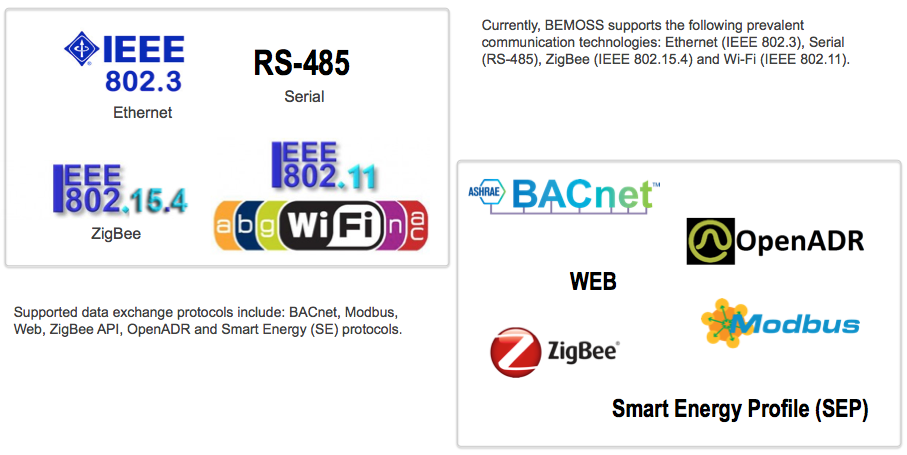 IEEE
802.3
Ethernet
RS-485
Serial
IEEE
802.15.4
ZigBee
IEEE
802.11
a b g WiFi n ac
Currently, BEMOSS supports the following prevalent
communication technologies: Ethernet (IEEE 802.3), Serial
(RS-485), ZigBee (IEEE 802.15.4) and Wi-Fi (IEEE 802.11).
Supported data exchange protocols include: BACnet, Modbus,
Web, ZigBee API, OpenADR and Smart Energy (SE) protocols.
ASHRAE BACnet™
OpenADR
WEB
Modbus
Z ZigBee®
Smart Energy Profile (SEP)